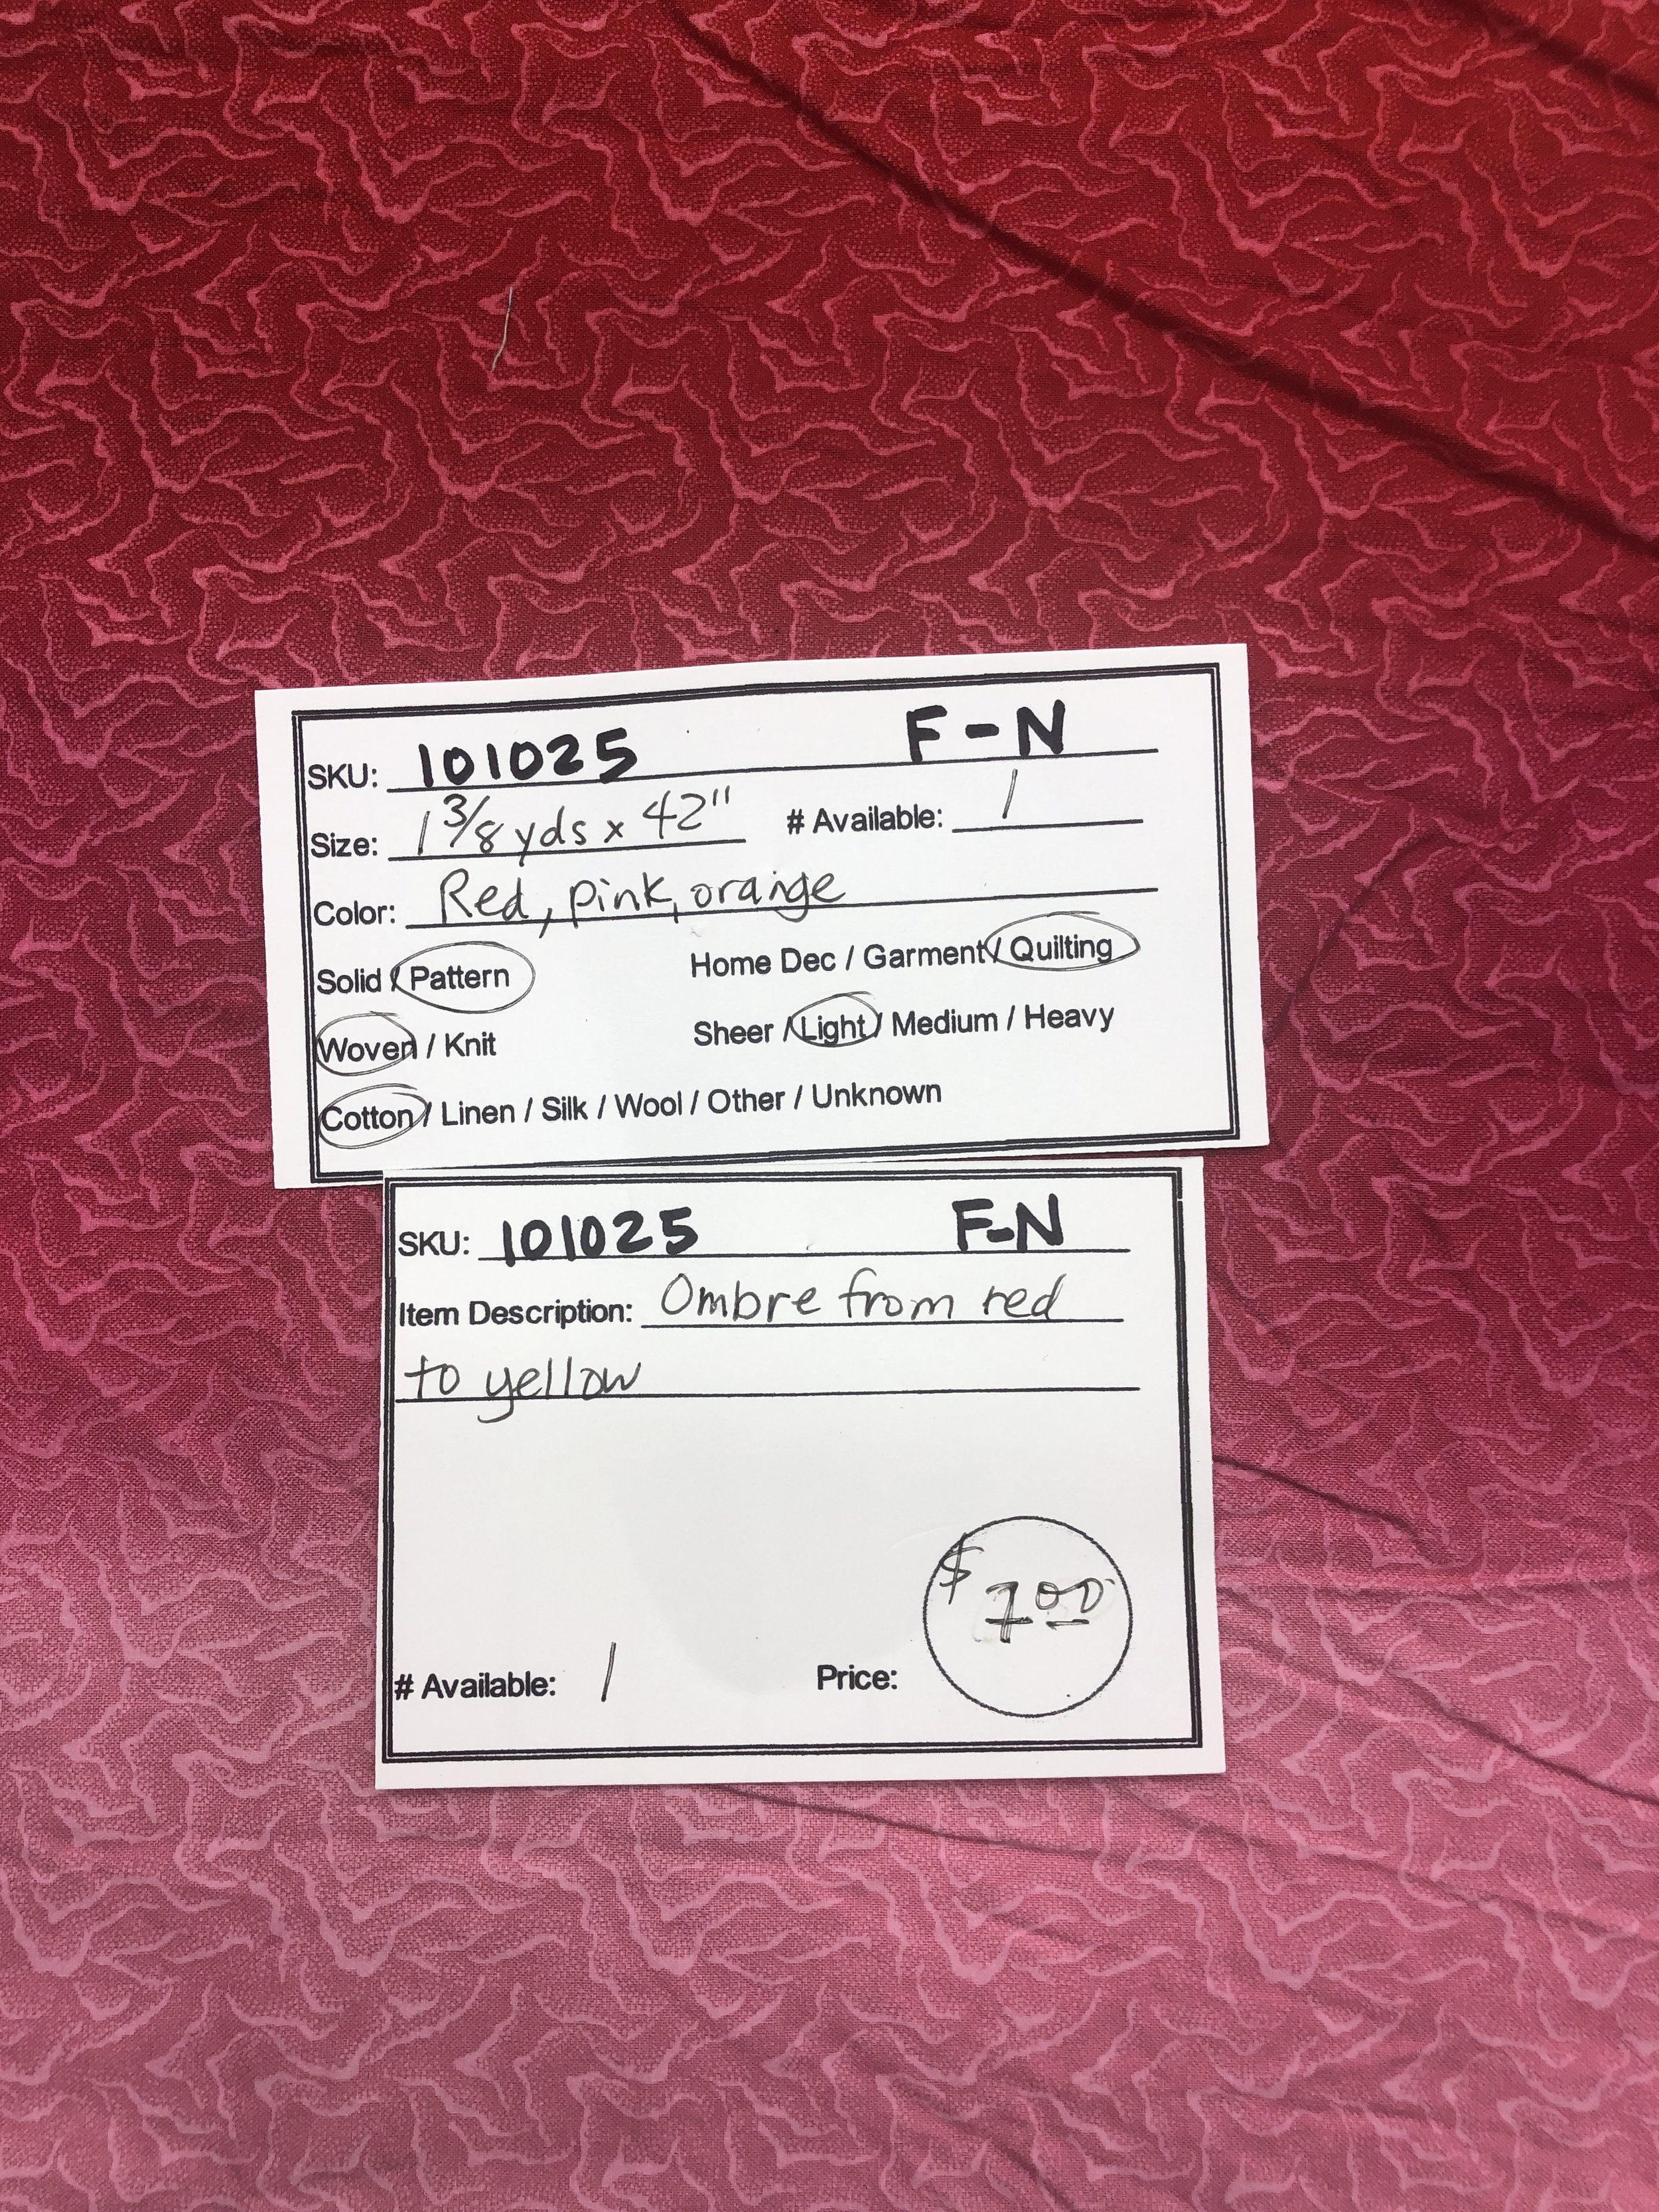 SKU: 101025 F-N
Size: 1 3/8 yds x 42" # Available: 1
Color: Red, pink, orange
Solid / Pattern Home Dec / Garment / Quilting
Woven / Knit Sheer / Light / Medium / Heavy
Cotton / Linen / Silk / Wool / Other / Unknown
SKU: 101025 F-N
Item Description: Ombre from red
to yellow
$7.00
# Available: 1 Price: